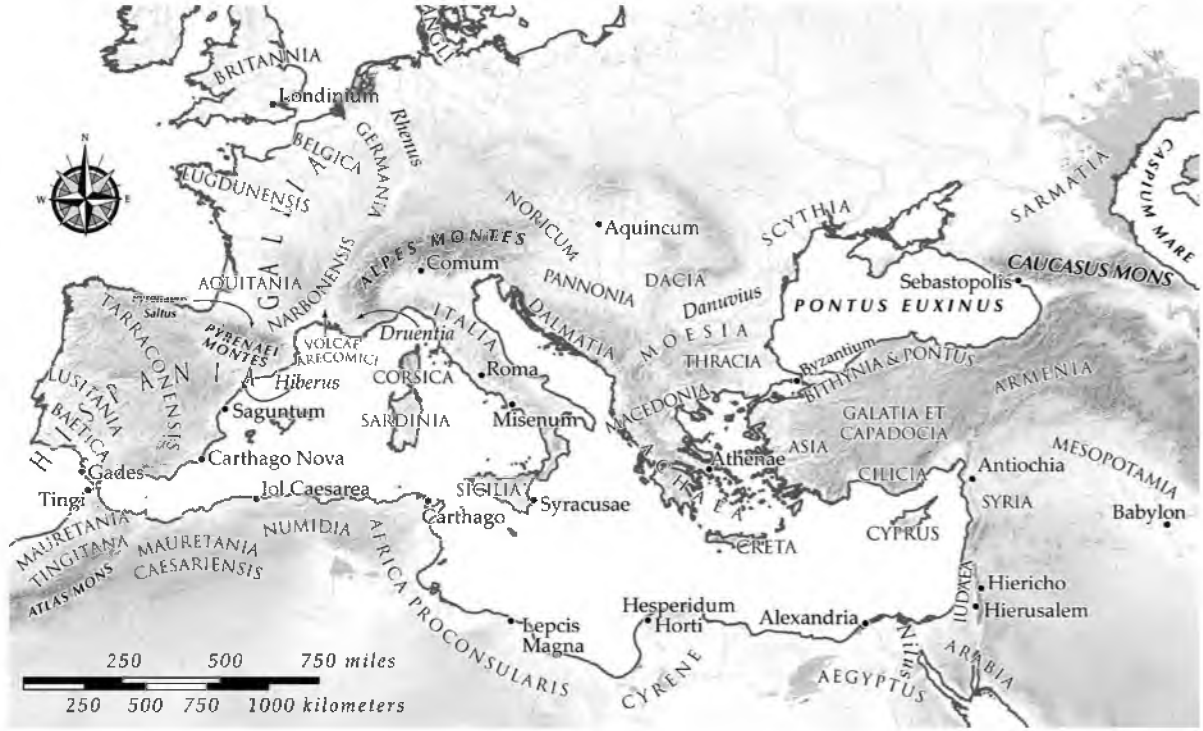 BRITANNIA
Londinium
ANGLI
Rhenus
BELGICA
GERMANIA
LUGDUNENSIS
GALLIA
N
W
E
S
NORICUM
Aquincum
SCYTHIA
SARMATIA
CASPIUM MARE
ALPES MONTES
Comum
AQUITANIA
NARBONENSIS
PANNONIA
DACIA
Danuvius
Sebastopolis
CAUCASUS MONS
PONTUS EUXINUS
Saltus
TARRACONENSIS
PYRENAEI
MONTES
VOLCAE
ARECOMICI
Druentia
ITALIA
DALMATIA
MOESIA
THRACIA
Byzantium
BITHYNIA & PONTUS
ARMENIA
LUSITANIA
HISPANIA
Hiberus
CORSICA
Roma
MACEDONIA
BAETICA
Saguntum
SARDINIA
Misenum
GALATIA ET
CAPADOCIA
ASIA
MESOPOTAMIA
Gades
Carthago Nova
ACHAEA
Athenae
CILICIA
Antiochia
Tingi
Iol Caesarea
SICILIA
Syracusae
SYRIA
Carthago
Babylon
MAURETANIA
TINGITANA
MAURETANIA
CAESARIENSIS
NUMIDIA
CRETA
CYPRUS
ATLAS MONS
AFRICA PROCONSULARIS
IUDAEA
Hiericho
Hierusalem
Lepcis
Magna
Hesperidum
Horti
Alexandria
Nilus
ARABIA
CYRENE
AEGYPTUS
250 500 750 miles
250 500 750 1000 kilometers